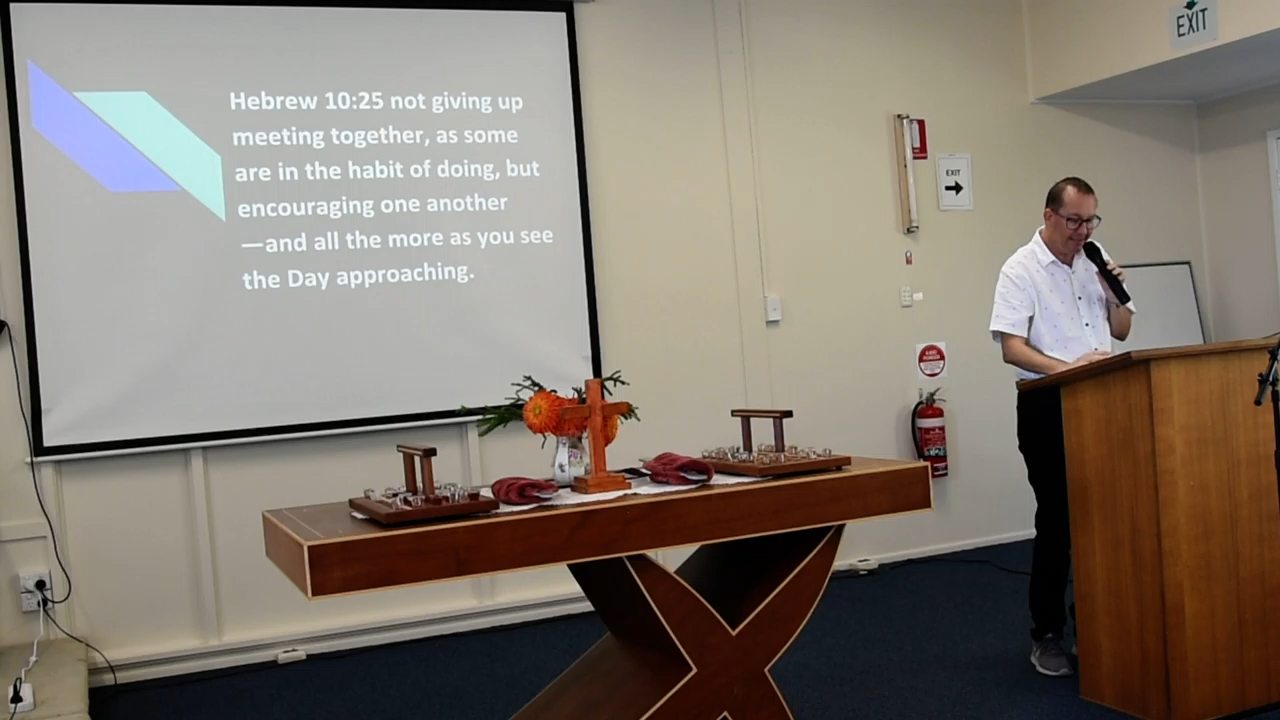 Hebrew 10:25 not giving up
meeting together, as some
are in the habit of doing, but
encouraging one another
—and all the more as you see
the Day approaching.
EXIT
EXIT